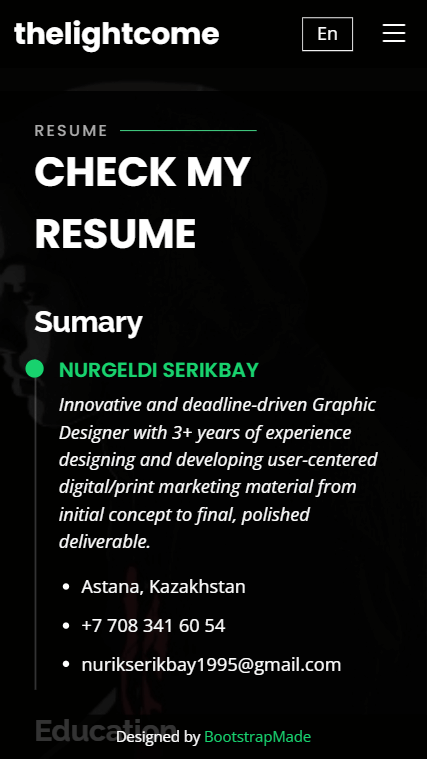 thelightcome
En
RESUME
CHECK MY
RESUME
Sumary
NURGELDI SERIKBAY
Innovative and deadline-driven Graphic
Designer with 3+ years of experience
designing and developing user-centered
digital/print marketing material from
initial concept to final, polished
deliverable.
• Astana, Kazakhstan
• +7 708 341 60 54
• nurikserikbay1995@gmail.com
Education
Designed by BootstrapMade